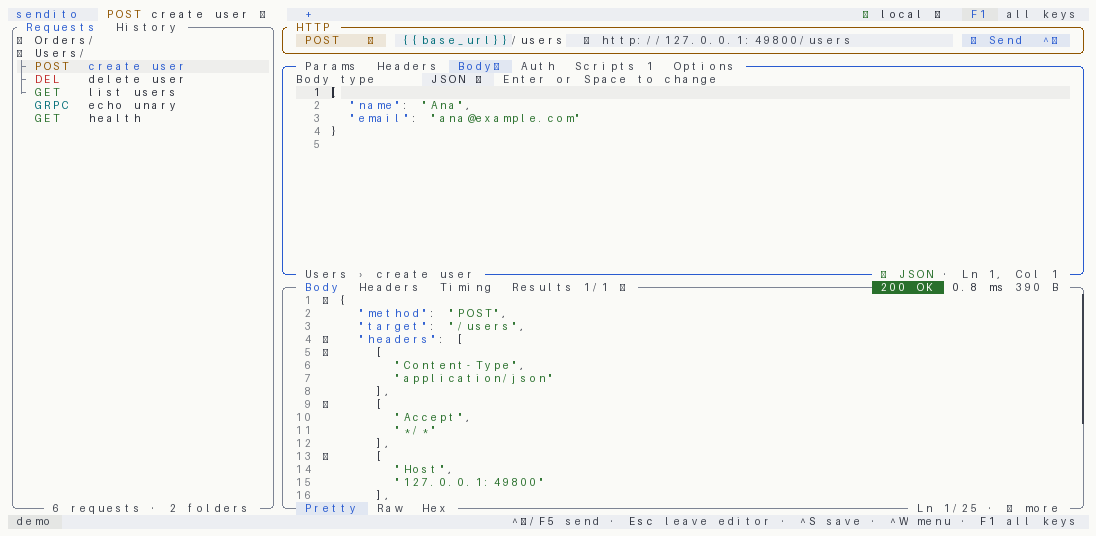 sendito POST create user + local F1 all keys
Requests History
Orders/
Users/
POST create user
DEL delete user
GET list users
GRPC echo unary
GET health
6 requests · 2 folders
HTTP
POST {{base_url}}/users http://127.0.0.1:49800/users Send ^
Params Headers Body Auth Scripts 1 Options
Body type JSON Enter or Space to change
1 {
2 "name": "Ana",
3 "email": "ana@example.com"
4 }
5
Users › create user JSON · Ln 1, Col 1
Body Headers Timing Results 1/1 200 OK 0.8 ms 390 B
1 {
2 "method": "POST",
3 "target": "/users",
4 "headers": [
5 [
6 "Content-Type",
7 "application/json"
8 ],
9 [
10 "Accept",
11 "*/*"
12 ],
13 [
14 "Host",
15 "127.0.0.1:49800"
16 ],
Pretty Raw Hex Ln 1/25 · more
demo ^/F5 send · Esc leave editor · ^S save · ^W menu · F1 all keys